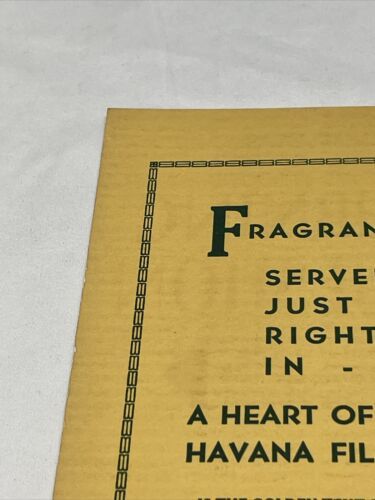 FRAGRAN
SERVE
JUST
RIGHT
IN -
A HEART OF
HAVANA FIL